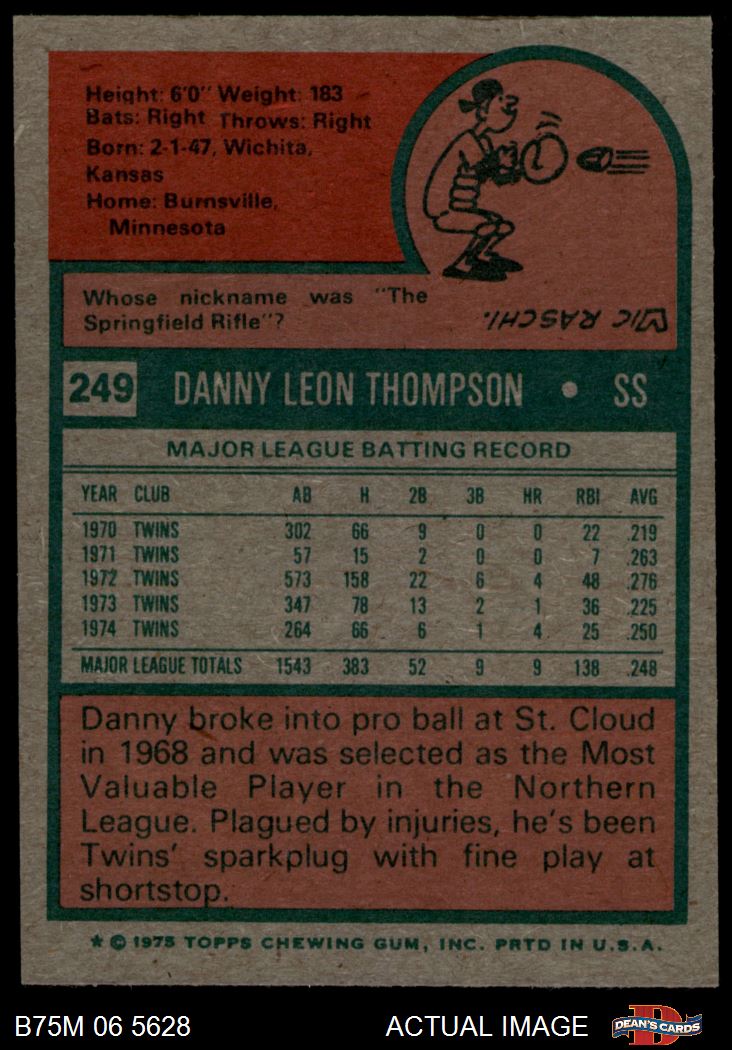 Height: 6'0" Weight: 183
Bats: Right Throws: Right
Born: 2-1-47, Wichita,
Kansas
Home: Burnsville,
Minnesota
Whose nickname was "The
Springfield Rifle"?
VIC RASCHI.
249 DANNY LEON THOMPSON • SS
MAJOR LEAGUE BATTING RECORD
YEAR CLUB AB H 2B 3B HR RBI AVG
1970 TWINS 302 66 9 0 0 22 .219
1971 TWINS 57 15 2 0 0 7 .263
1972 TWINS 573 158 22 6 4 48 .276
1973 TWINS 347 78 13 2 1 36 .225
1974 TWINS 264 66 6 1 4 25 .250
MAJOR LEAGUE TOTALS 1543 383 52 9 9 138 .248
Danny broke into pro ball at St. Cloud
in 1968 and was selected as the Most
Valuable Player in the Northern
League. Plagued by injuries, he's been
Twins' sparkplug with fine play at
shortstop.
* © 1975 TOPPS CHEWING GUM, INC. PRTD IN U.S.A.
B75M 06 5628 ACTUAL IMAGE D DEAN'S CARDS